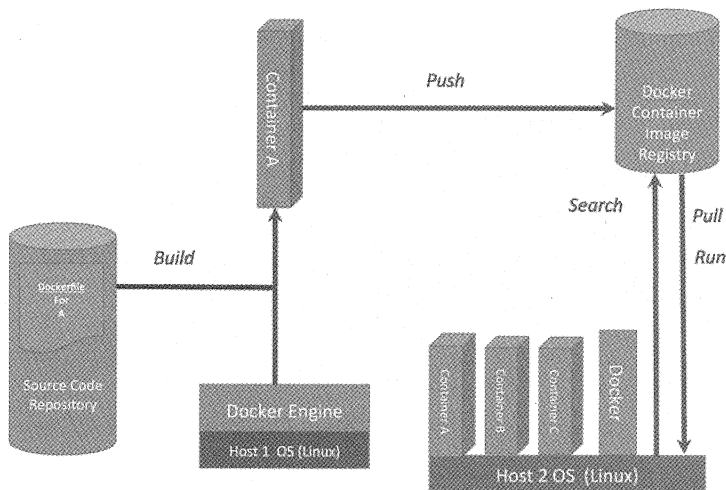 Container A
Push
Docker
Container
Image
Registry
Search
Pull
Run
Build
Dockerfile
For
A
Source Code
Repository
Docker Engine
Host 1 OS (Linux)
Container A
Container B
Container C
Docker
Host 2 OS (Linux)